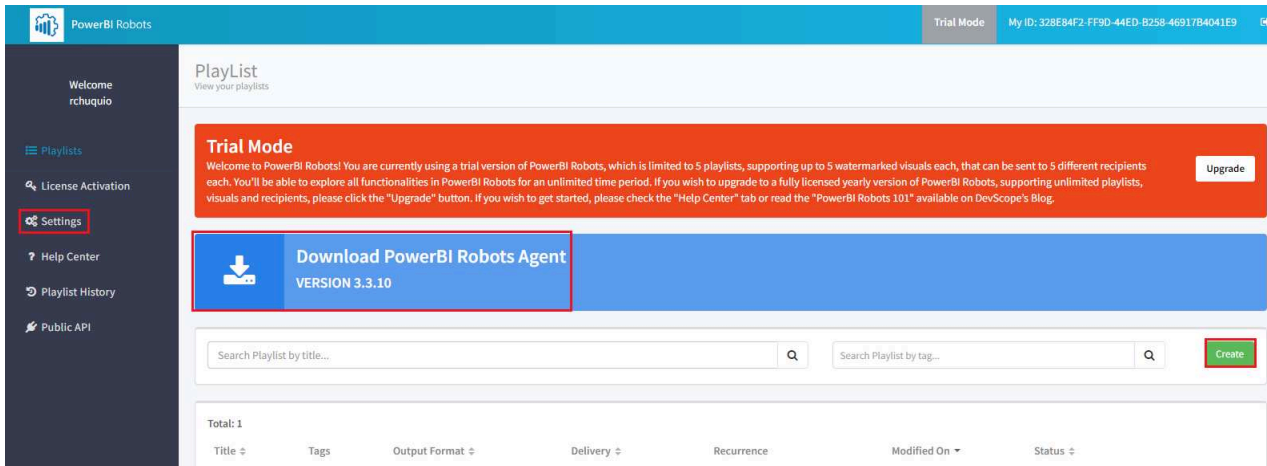 PowerBI Robots
Trial Mode
My ID: 328E84F2-FF9D-44ED-B258-46917B4041E9
Welcome
rchuquio
Playlists
License Activation
Settings
Help Center
Playlist History
Public API
PlayList
View your playlists
Trial Mode
Welcome to PowerBI Robots! You are currently using a trial version of PowerBI Robots, which is limited to 5 playlists, supporting up to 5 watermarked visuals each, that can be sent to 5 different recipients
each. You'll be able to explore all functionalities in PowerBI Robots for an unlimited time period. If you wish to upgrade to a fully licensed yearly version of PowerBI Robots, supporting unlimited playlists,
visuals and recipients, please click the "Upgrade" button. If you wish to get started, please check the "Help Center" tab or read the "PowerBI Robots 101" available on DevScope's Blog.
Upgrade
Download PowerBI Robots Agent
VERSION 3.3.10
Search Playlist by title...
Search Playlist by tag...
Create
Total: 1
Title Tags Output Format Delivery Recurrence Modified On Status